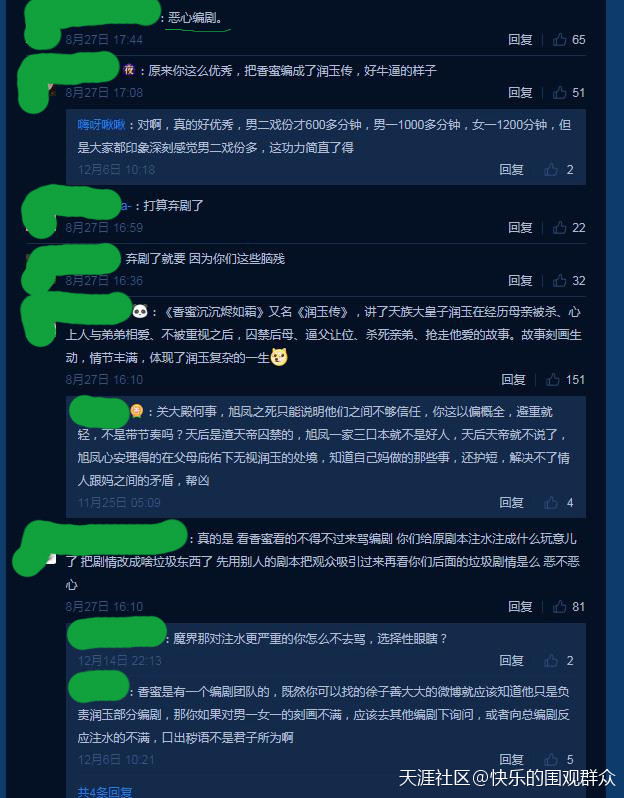 ：恶心编剧。
8月27日 17:44 回复 65
：原来你这么优秀，把香蜜编成了润玉传，好牛逼的样子
8月27日 17:08 回复 51
嗨呀啾啾：对啊，真的好优秀，男二戏份才600多分钟，男一1000多分钟，女一1200分钟，但
是大家都印象深刻感觉男二戏份多，这功力简直了得
12月6日 10:18 回复 2
a-：打算弃剧了
8月27日 16:59 回复 22
弃剧了就要 因为你们这些脑残
8月27日 16:36 回复 32
：《香蜜沉沉烬如霜》又名《润玉传》，讲了天族大皇子润玉在经历母亲被杀、心
上人与弟弟相爱、不被重视之后，囚禁后母、逼父让位、杀死亲弟、抢走他爱的故事。故事刻画生
动，情节丰满，体现了润玉复杂的一生
8月27日 16:10 回复 151
：关大殿何事，旭凤之死只能说明他们之间不够信任，你这以偏概全，避重就
轻，不是带节奏吗？天后是渣天帝囚禁的，旭凤一家三口本就不是好人，天后天帝就不说了，
旭凤心安理得的在父母庇佑下无视润玉的处境，知道自己妈做的那些事，还护短，解决不了情
人跟妈之间的矛盾，帮凶
11月25日 05:09 回复 4
：真的是 看香蜜看的不得不过来骂编剧 你们给原剧本注水注成什么玩意儿
了 把剧情改成啥垃圾东西了 先用别人的剧本把观众吸引过来再看你们后面的垃圾剧情是么 恶不恶
心
8月27日 16:10 回复 81
：魔界那对注水更严重的你怎么不去骂，选择性眼瞎？
12月14日 22:13 回复 2
：香蜜是有一个编剧团队的，既然你可以找的徐子善大大的微博就应该知道他只是负
责润玉部分编剧，那你如果对男一女一的刻画不满，应该去其他编剧下询问，或者向总编剧反
应注水的不满，口出秽语不是君子所为啊
12月6日 10:21 回复 5
共4条回复
天涯社区@快乐的围观群众